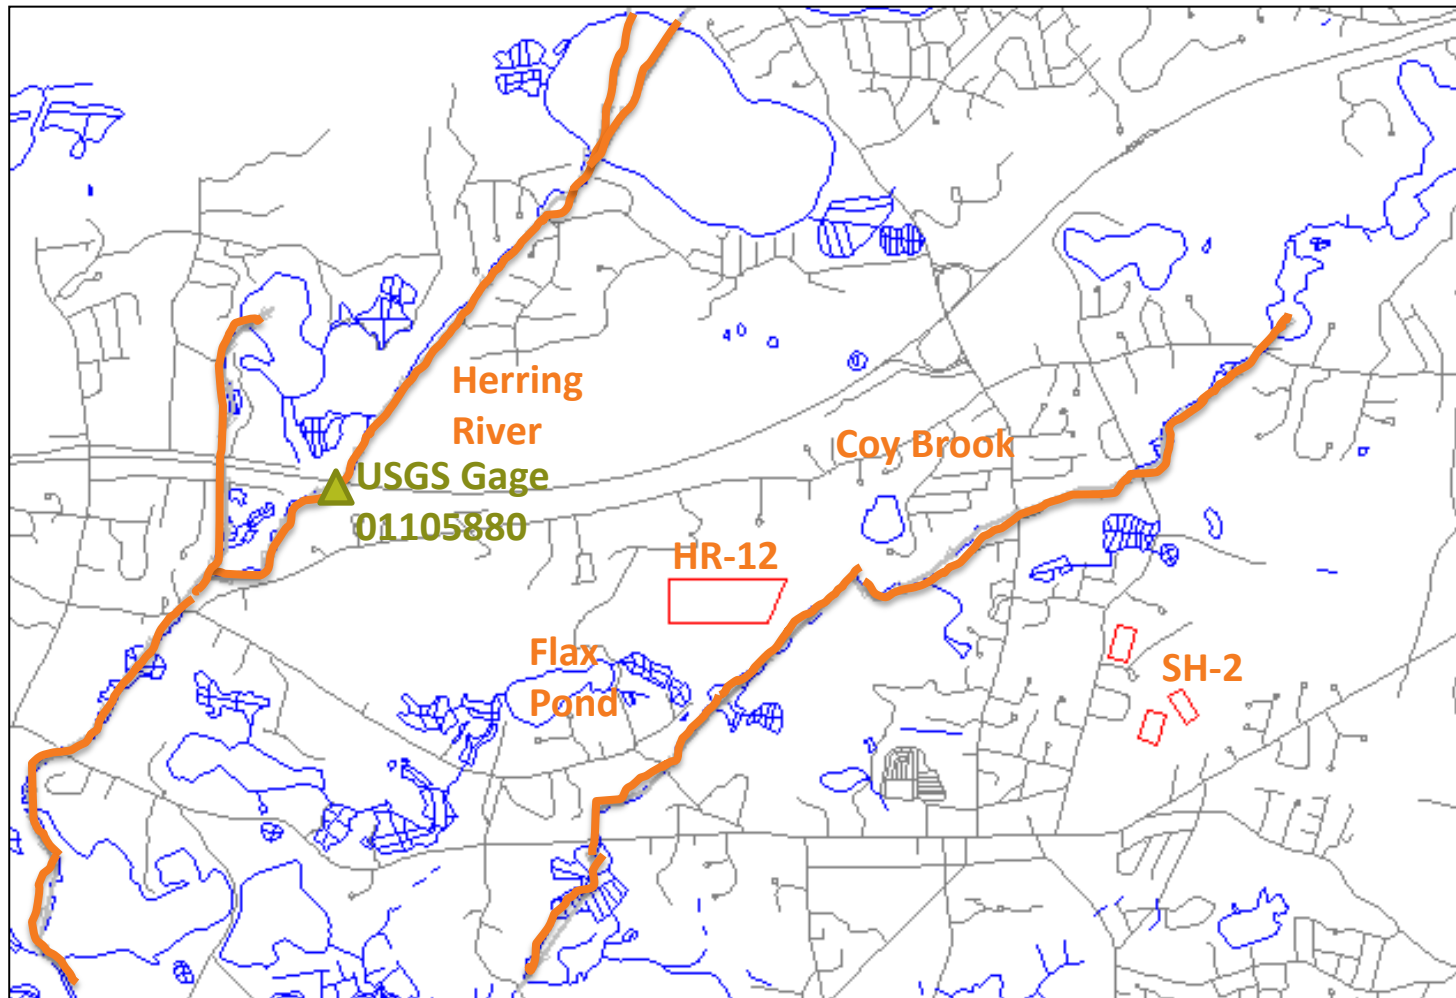 Herring
River
USGS Gage
01105880
Coy Brook
HR-12
Flax
Pond
SH-2